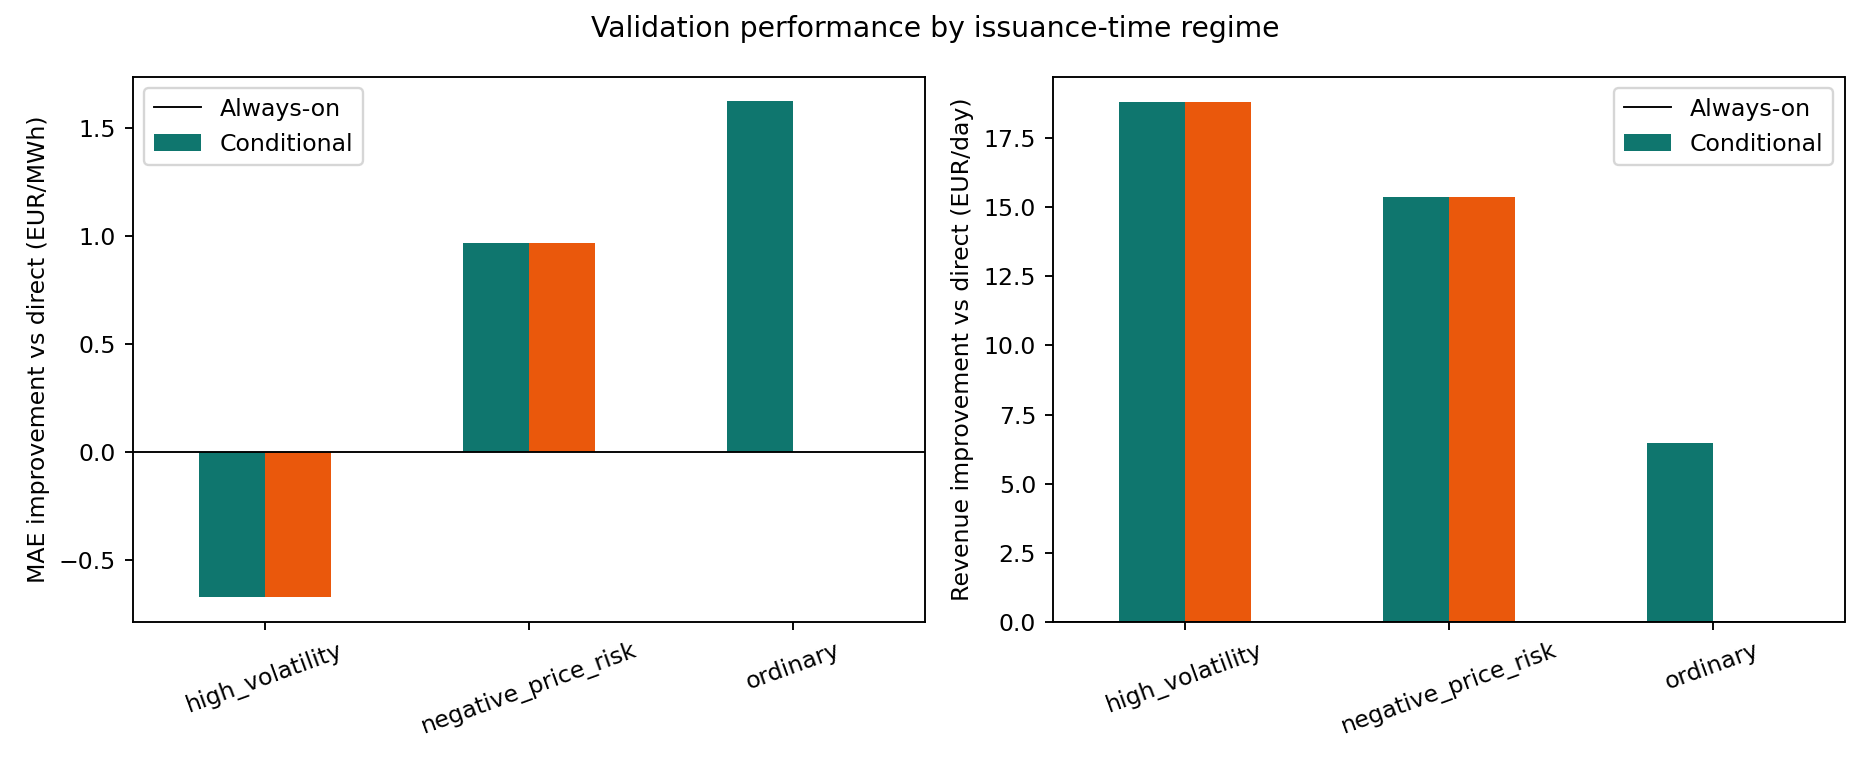 Validation performance by issuance-time regime
MAE improvement vs direct (EUR/MWh)
1.5
1.0
0.5
0.0
−0.5
Always-on
Conditional
high_volatility
negative_price_risk
ordinary
Revenue improvement vs direct (EUR/day)
17.5
15.0
12.5
10.0
7.5
5.0
2.5
0.0
Always-on
Conditional
high_volatility
negative_price_risk
ordinary